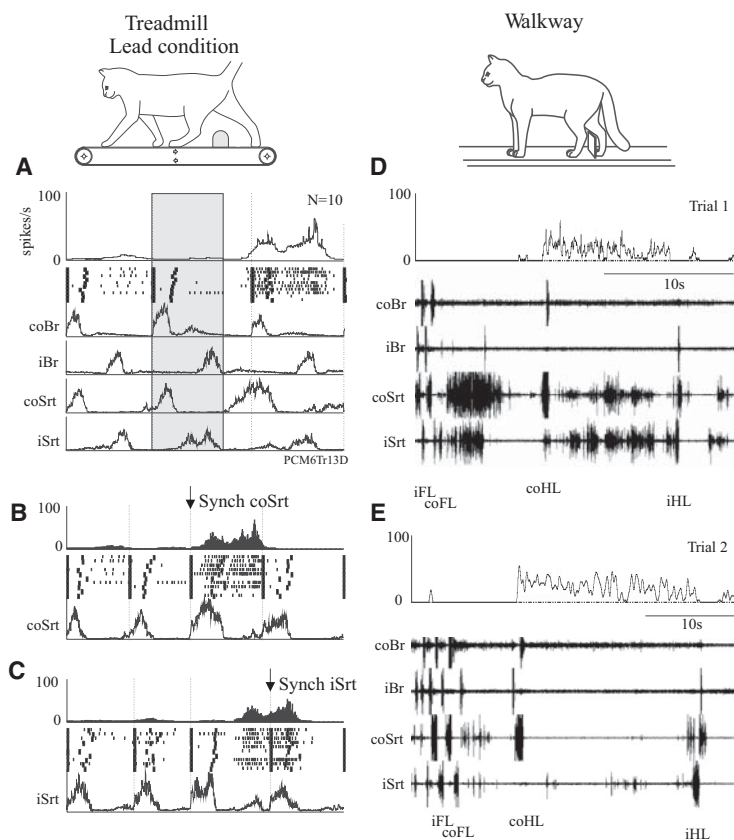 Treadmill
Lead condition
Walkway
A
100
spikes/s
0
N=10
coBr
iBr
coSrt
iSrt
PCM6Tr13D
B
100
0
Synch coSrt
coSrt
C
100
0
Synch iSrt
iSrt
D
100
0
Trial 1
10s
coBr
iBr
coSrt
iSrt
iFL
coFL
coHL
iHL
E
100
0
Trial 2
10s
coBr
iBr
coSrt
iSrt
iFL
coFL
coHL
iHL